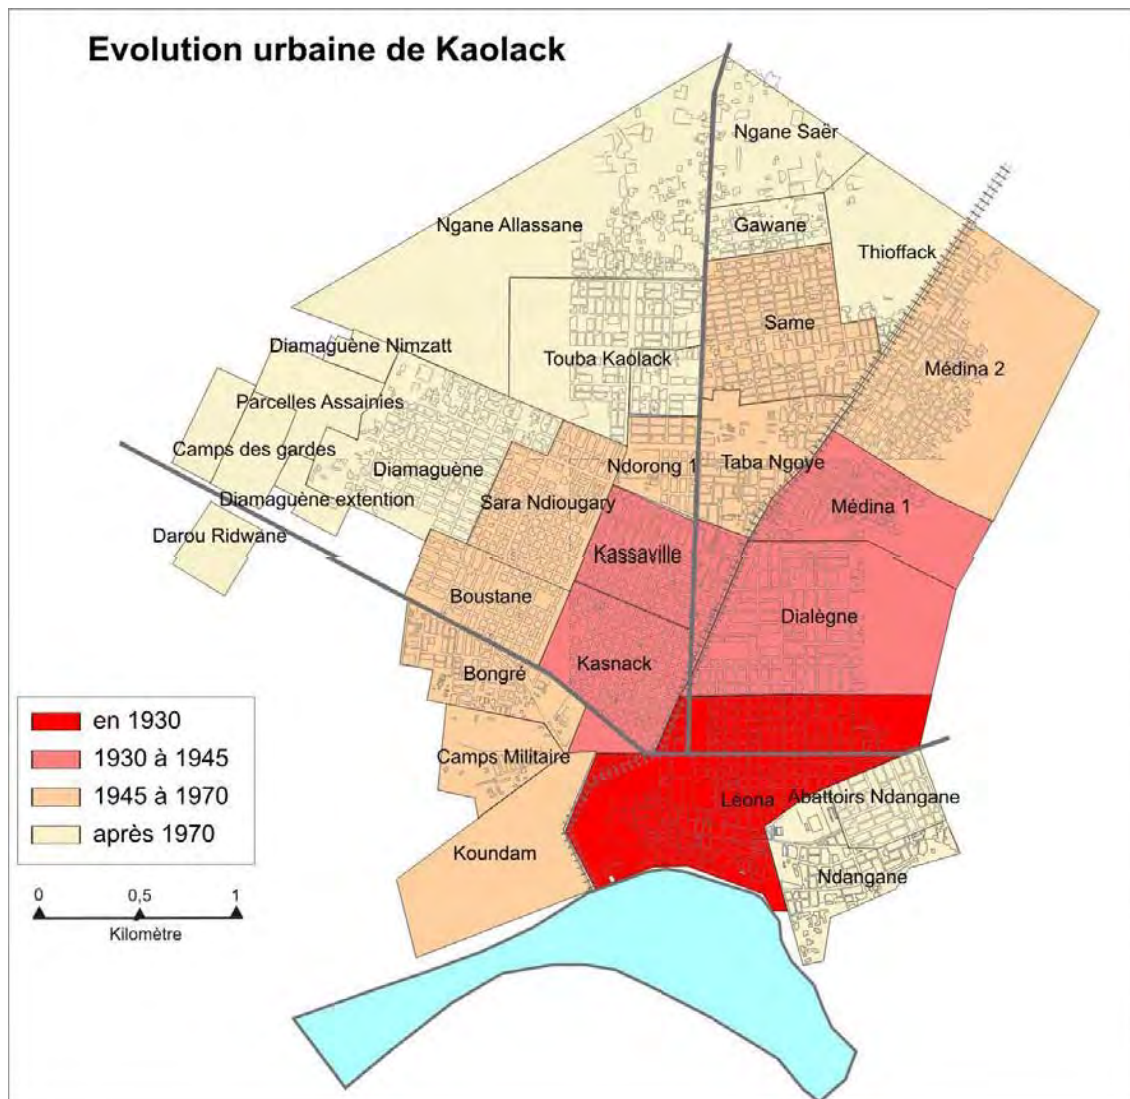 Evolution urbaine de Kaolack
Ngane Saër
Ngane Allassane
Gawane
Thioffack
Same
Diamaguène Nimzatt
Touba Kaolack
Médina 2
Parcelles Assainies
Camps des gardes
Diamaguène
Ndorong 1
Taba Ngoye
Diamaguène extention
Sara Ndiougary
Médina 1
Darou Ridwane
Kassaville
Boustane
Dialègne
Kasnack
Bongré
Camps Militaire
Léona
Abattoirs Ndangane
Koundam
Ndangane
en 1930
1930 à 1945
1945 à 1970
après 1970
0 0,5 1
Kilomètre